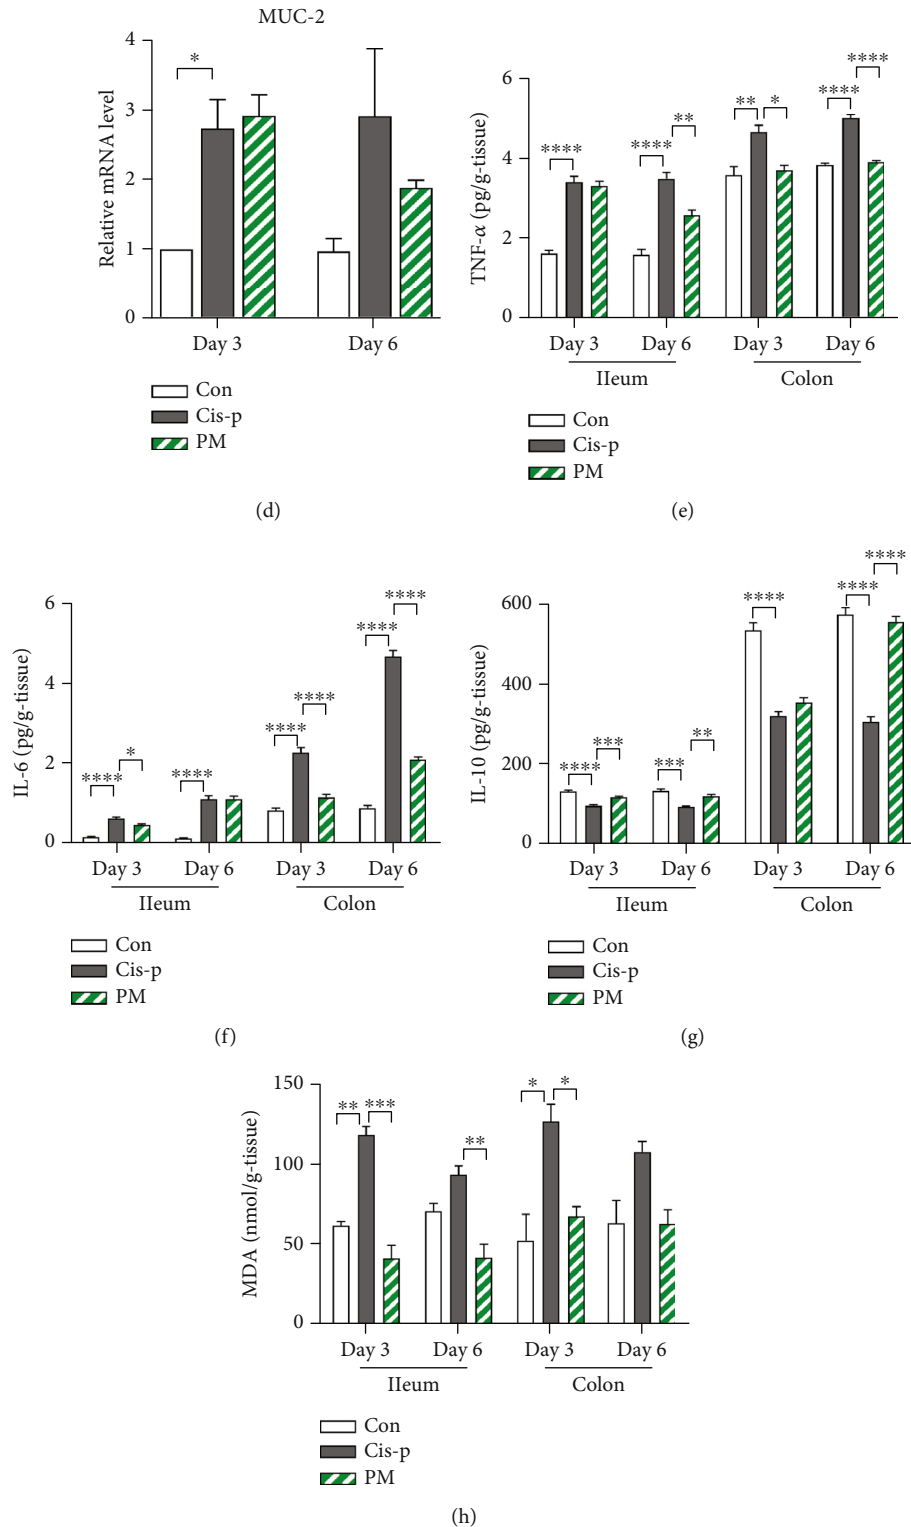 MUC-2
Relative mRNA level
4
3
2
1
0
*
Day 3
Day 6
Con
Cis-p
PM
(d)
TNF-α (pg/g-tissue)
6
4
2
0
****
****
**
**
*
****
****
Day 3
Day 6
Day 3
Day 6
IIeum
Colon
Con
Cis-p
PM
(e)
IL-6 (pg/g-tissue)
6
4
2
0
****
*
****
****
****
****
****
Day 3
Day 6
Day 3
Day 6
IIeum
Colon
Con
Cis-p
PM
(f)
IL-10 (pg/g-tissue)
600
400
200
0
****
***
***
**
****
****
****
Day 3
Day 6
Day 3
Day 6
IIeum
Colon
Con
Cis-p
PM
(g)
MDA (nmol/g-tissue)
150
100
50
0
**
***
**
*
*
Day 3
Day 6
Day 3
Day 6
IIeum
Colon
Con
Cis-p
PM
(h)